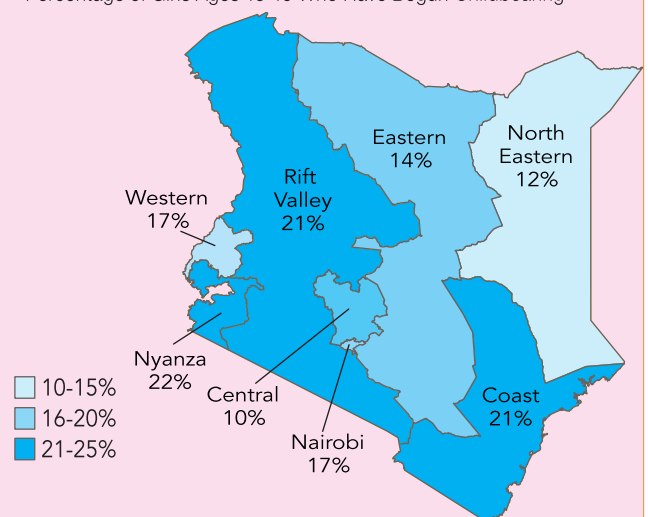 Eastern
14%
North
Eastern
12%
Rift
Valley
21%
Western
17%
Nyanza
22%
Central
10%
Nairobi
17%
Coast
21%
10-15%
16-20%
21-25%